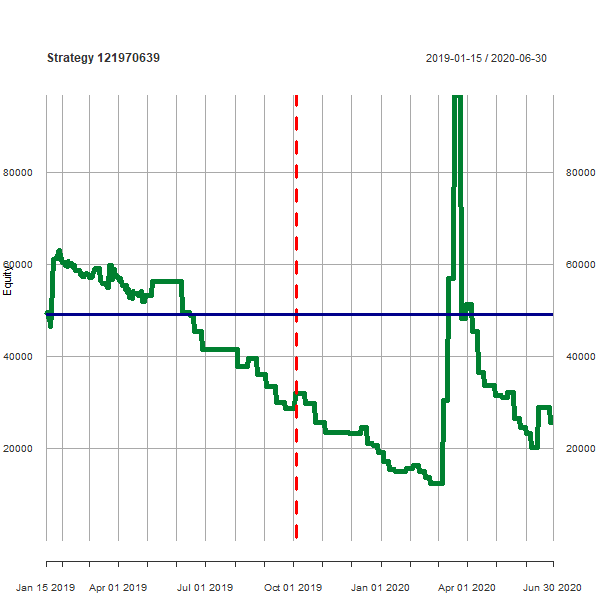 Strategy 121970639
2019-01-15 / 2020-06-30
80000
80000
60000
60000
Equity
40000
40000
20000
20000
Jan 15 2019
Apr 01 2019
Jul 01 2019
Oct 01 2019
Jan 01 2020
Apr 01 2020
Jun 30 2020